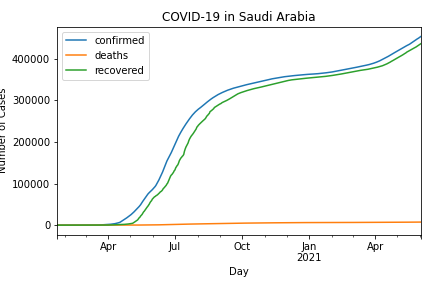 COVID-19 in Saudi Arabia
confirmed
deaths
recovered
400000
300000
200000
100000
0
Number of Cases
Apr
Jul
Oct
Jan
2021
Apr
Day